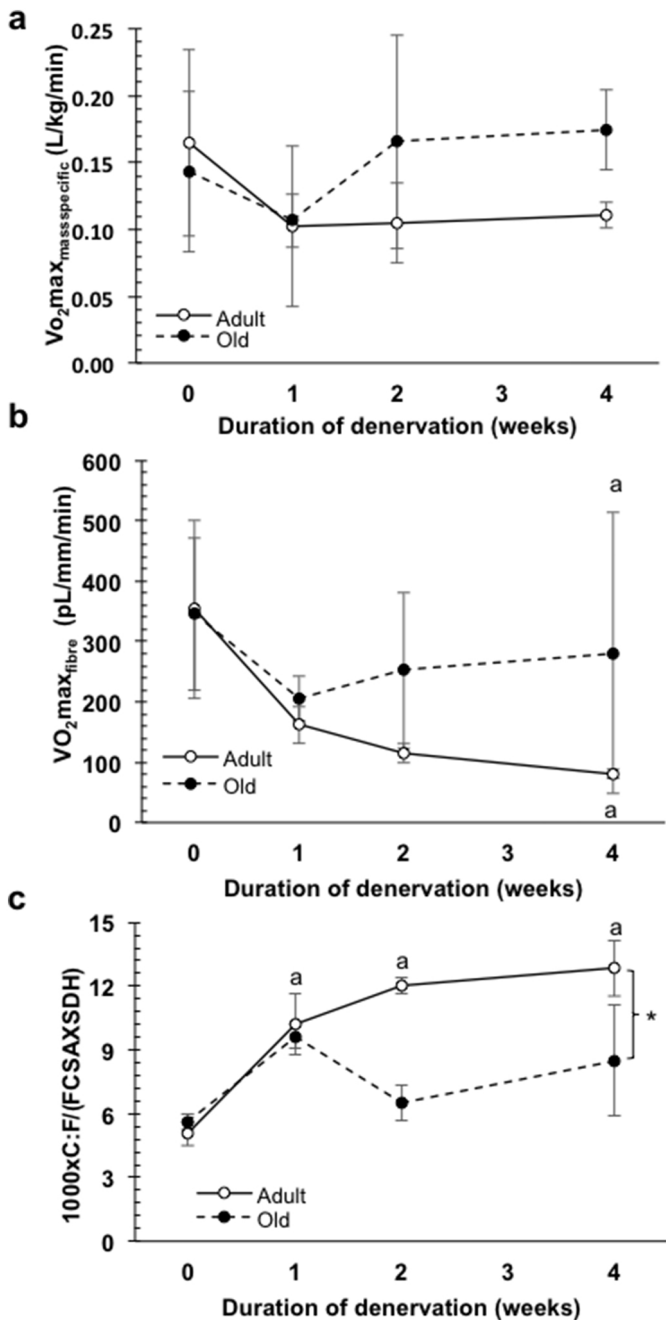 a
Vo2maxmassspecific (L/kg/min)
0.25
0.20
0.15
0.10
0.05
0.00
Adult
Old
0 1 2 3 4
Duration of denervation (weeks)
b
VO2maxfibre (pL/mm/min)
600
500
400
300
200
100
0
a
Adult
Old
a
0 1 2 3 4
Duration of denervation (weeks)
c
1000xC:F/(FCSAXSDH)
15
12
9
6
3
0
a a a
*
Adult
Old
0 1 2 3 4
Duration of denervation (weeks)